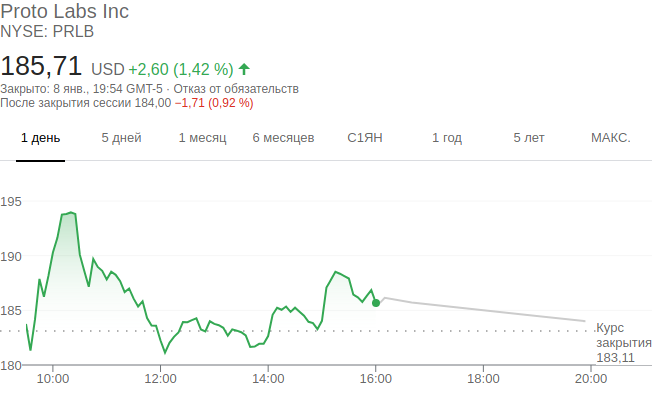 Proto Labs Inc
NYSE: PRLB
185,71 USD +2,60 (1,42 %)
Закрыто: 8 янв., 19:54 GMT-5 · Отказ от обязательств
После закрытия сессии 184,00 −1,71 (0,92 %)
1 день 5 дней 1 месяц 6 месяцев С1ЯН 1 год 5 лет МАКС.
195
190
185
180
Курс
закрытия
183,11
10:00 12:00 14:00 16:00 18:00 20:00